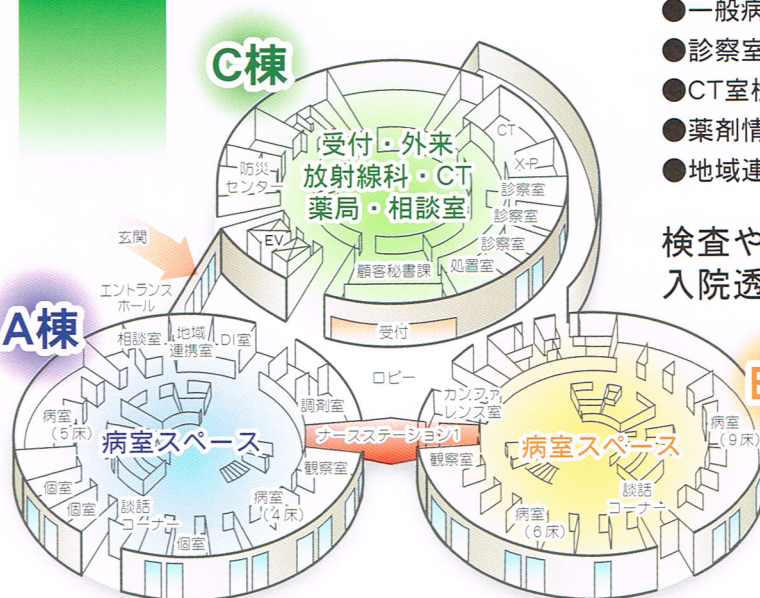 C棟
受付・外来
放射線科・CT
薬局・相談室
防災
センター
EV
CT
X-P
診察室
診察室
診察室
処置室
顧客秘書課
受付
玄関
エントランス
ホール
ロビー
A棟
相談室
地域
連携室
DI室
調剤室
病室
(5床)
病室スペース
ナースステーション1
観察室
個室
個室
談話
コーナー
病室
(4床)
個室
カンファ
レンス室
観察室
病室スペース
病室
(9床)
談話
コーナー
病室
(6床)
●一般病
●診察室
●CT室
●薬剤情
●地域連
検査や
入院透